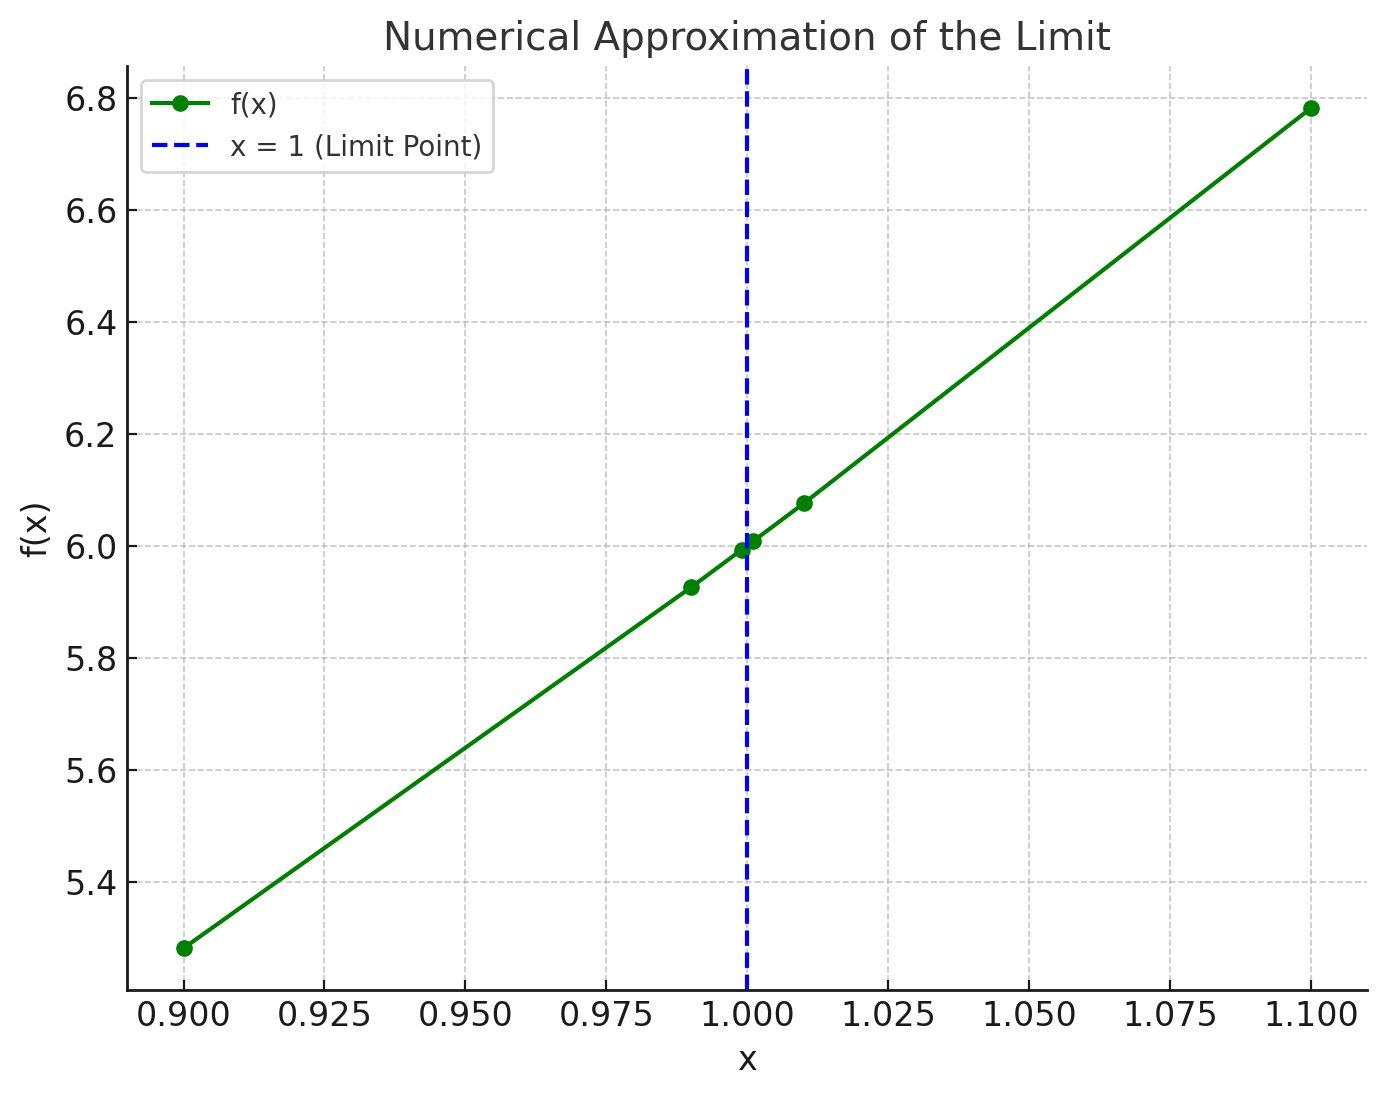 Numerical Approximation of the Limit
f(x)
x = 1 (Limit Point)
6.8
6.6
6.4
6.2
6.0
5.8
5.6
5.4
f(x)
0.900 0.925 0.950 0.975 1.000 1.025 1.050 1.075 1.100
x